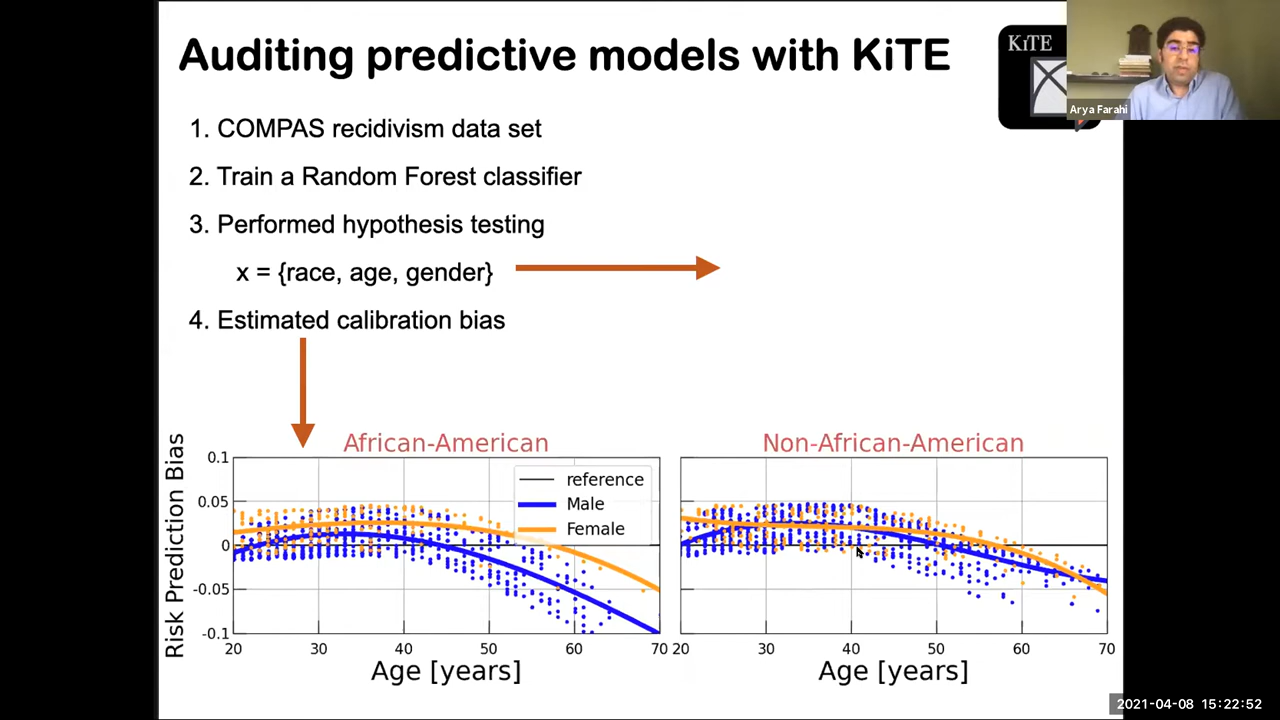 Auditing predictive models with KiTE
KiTE
Arya Farahi
1. COMPAS recidivism data set
2. Train a Random Forest classifier
3. Performed hypothesis testing
x = {race, age, gender}
4. Estimated calibration bias
African-American
Non-African-American
Risk Prediction Bias
0.1
0.05
0
-0.05
-0.1
reference
Male
Female
20 30 40 50 60 70
20 30 40 50 60 70
Age [years]
Age [years]
2021-04-08 15:22:52